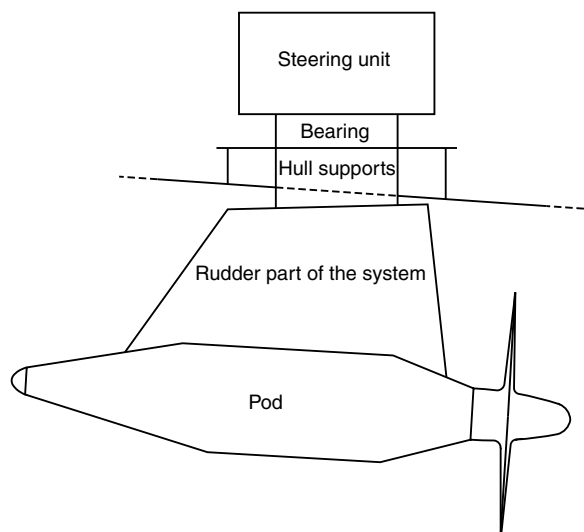 Steering unit
Bearing
Hull supports
Rudder part of the system
Pod